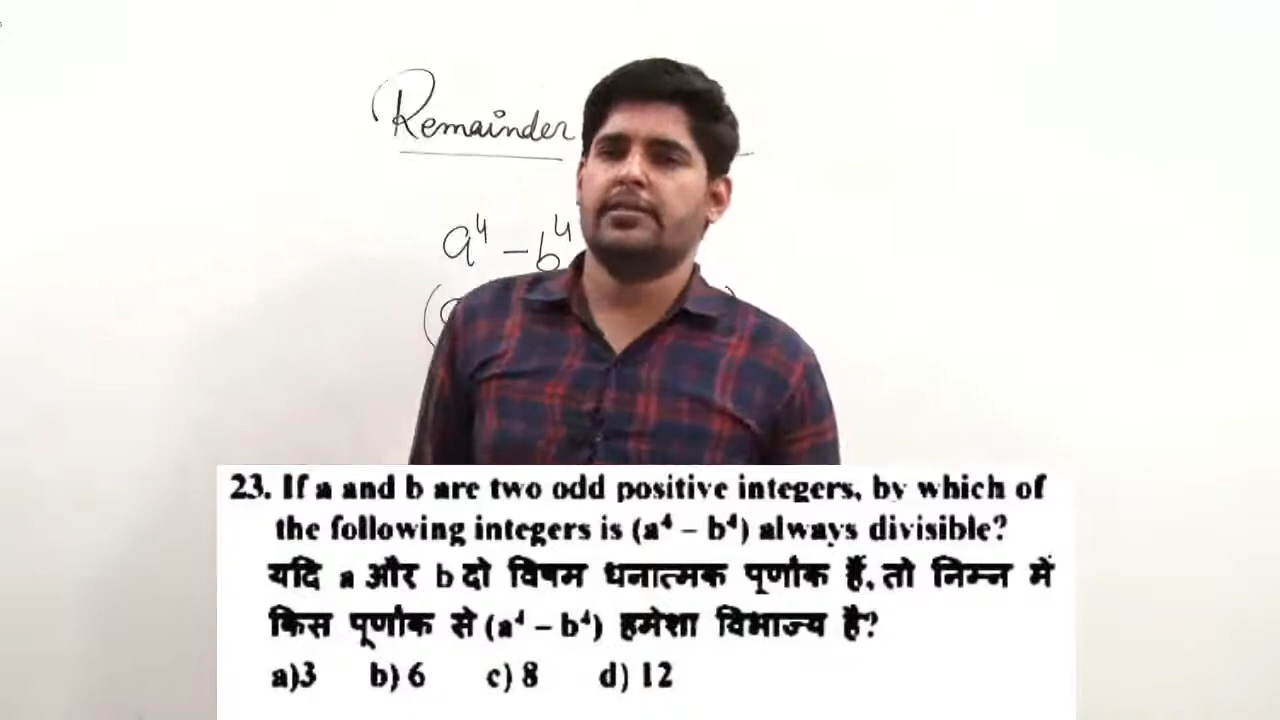 Remainder
a⁴ - b⁴
(a
23. If a and b are two odd positive integers, by which of
the following integers is (a⁴ – b⁴) always divisible?
यदि a और b दो विषम धनात्मक पूर्णांक हैं, तो निम्न में
किस पूर्णांक से (a⁴ – b⁴) हमेशा विभाज्य है?
a)3 b) 6 c) 8 d) 12